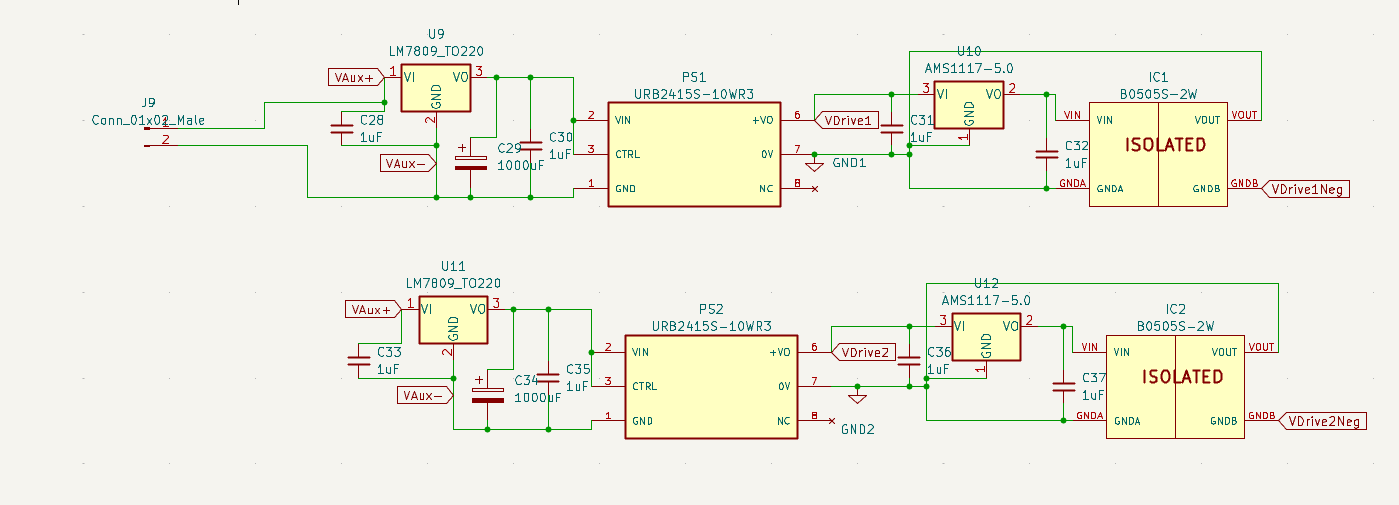 U9
LM7809_TO220
VAux+
1
VI
VO
3
GND
2
J9
Conn_01x02_Male
1
2
C28
1uF
VAux-
C29
1000uF
C30
1uF
PS1
URB2415S-10WR3
2
VIN
3
CTRL
1
GND
+VO
6
0V
7
NC
8
VDrive1
GND1
C31
1uF
U10
AMS1117-5.0
3
VI
VO
2
GND
1
C32
1uF
IC1
B0505S-2W
VIN
VIN
VOUT
VOUT
ISOLATED
GNDA
GNDA
GNDB
GNDB
VDrive1Neg
U11
LM7809_TO220
VAux+
1
VI
VO
3
GND
2
C33
1uF
VAux-
C34
1000uF
C35
1uF
PS2
URB2415S-10WR3
2
VIN
3
CTRL
1
GND
+VO
6
0V
7
NC
8
VDrive2
GND2
C36
1uF
U12
AMS1117-5.0
3
VI
VO
2
GND
1
C37
1uF
IC2
B0505S-2W
VIN
VIN
VOUT
VOUT
ISOLATED
GNDA
GNDA
GNDB
GNDB
VDrive2Neg